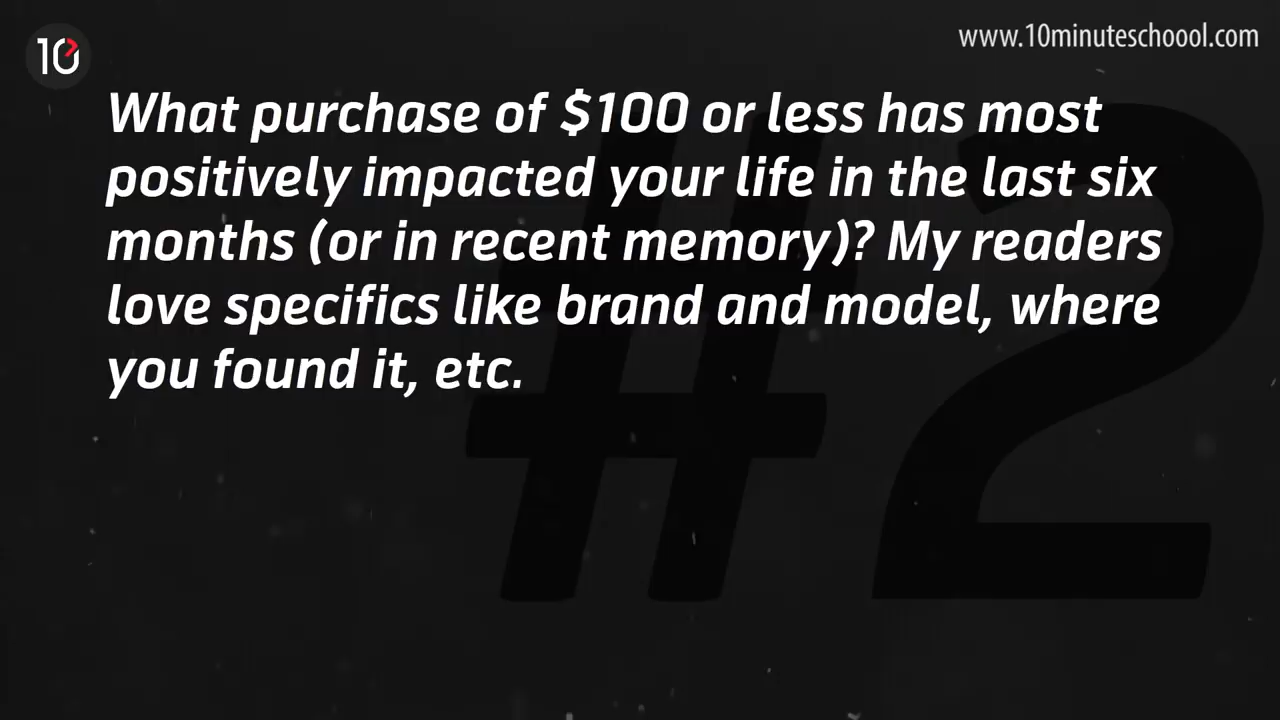 10
www.10minuteschoool.com
What purchase of $100 or less has most
positively impacted your life in the last six
months (or in recent memory)? My readers
love specifics like brand and model, where
you found it, etc.
#2